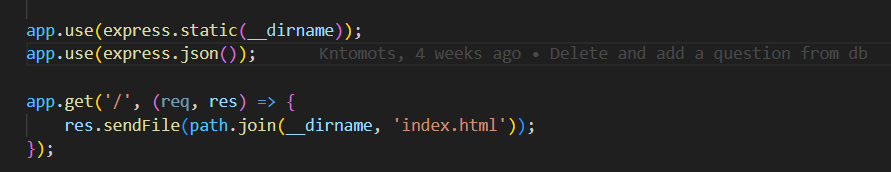 app.use(express.static(__dirname));
app.use(express.json());     Kntomots, 4 weeks ago • Delete and add a question from db
app.get('/', (req, res) => {
    res.sendFile(path.join(__dirname, 'index.html'));
});